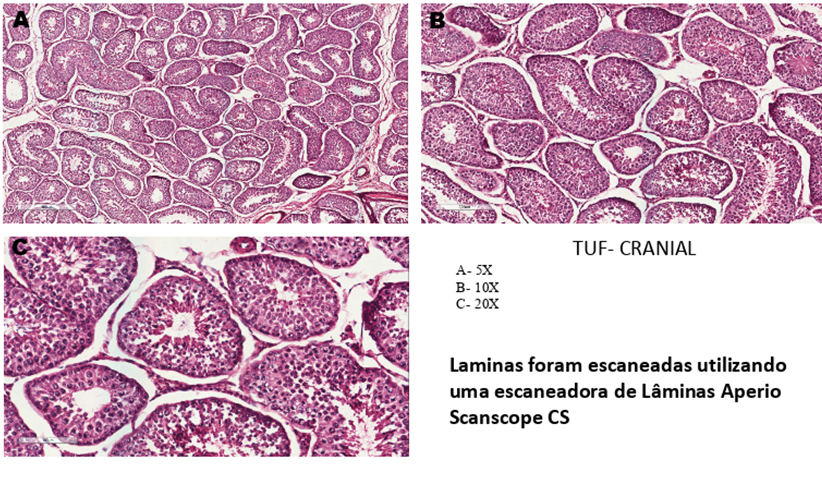 A
B
C
TUF- CRANIAL
A- 5X
B- 10X
C- 20X
Laminas foram escaneadas utilizando
uma escaneadora de Lâminas Aperio
Scanscope CS